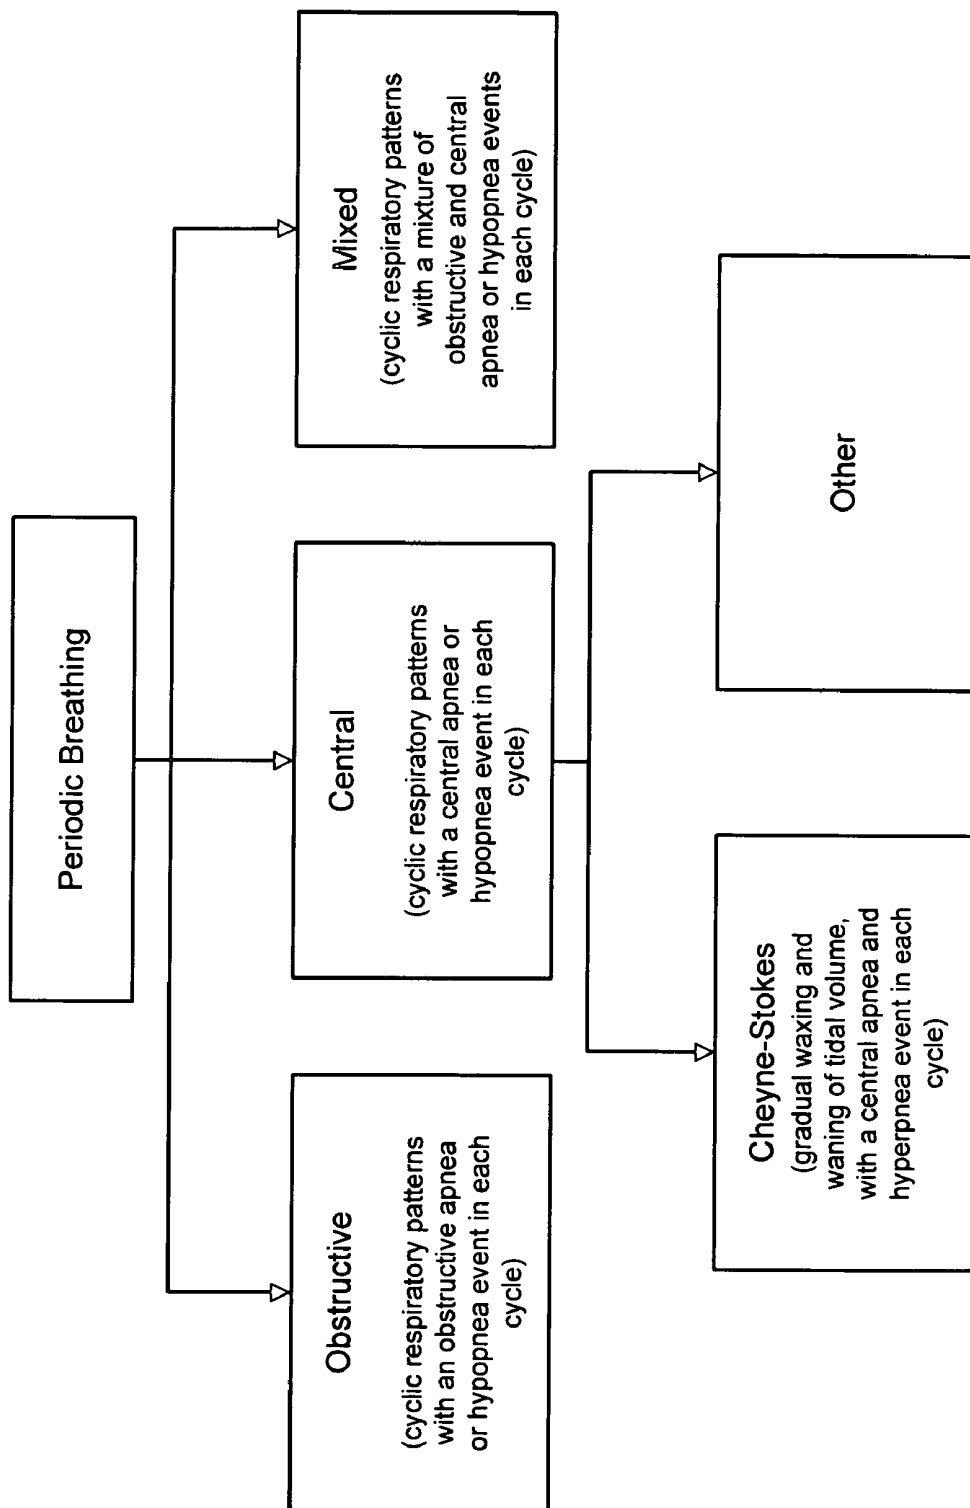 Periodic Breathing
Obstructive
(cyclic respiratory patterns
with an obstructive apnea
or hypopnea event in each
cycle)
Central
(cyclic respiratory patterns
with a central apnea or
hypopnea event in each
cycle)
Mixed
(cyclic respiratory patterns
with a mixture of
obstructive and central
apnea or hypopnea events
in each cycle)
Cheyne-Stokes
(gradual waxing and
waning of tidal volume,
with a central apnea and
hyperpnea event in each
cycle)
Other